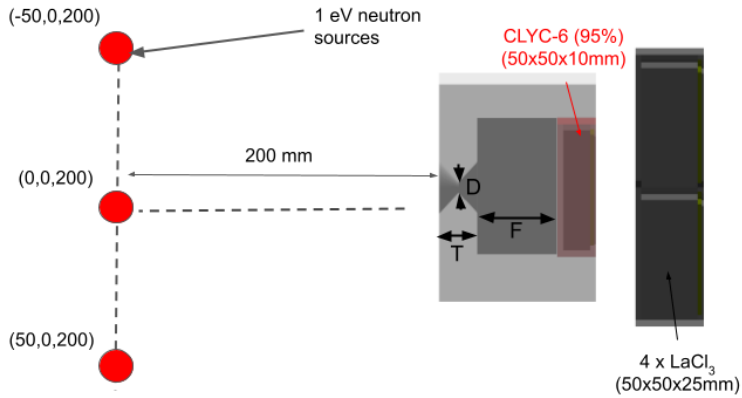 (-50,0,200)
1 eV neutron
sources
CLYC-6 (95%)
(50x50x10mm)
200 mm
(0,0,200)
D
F
T
(50,0,200)
4 x LaCl₃
(50x50x25mm)